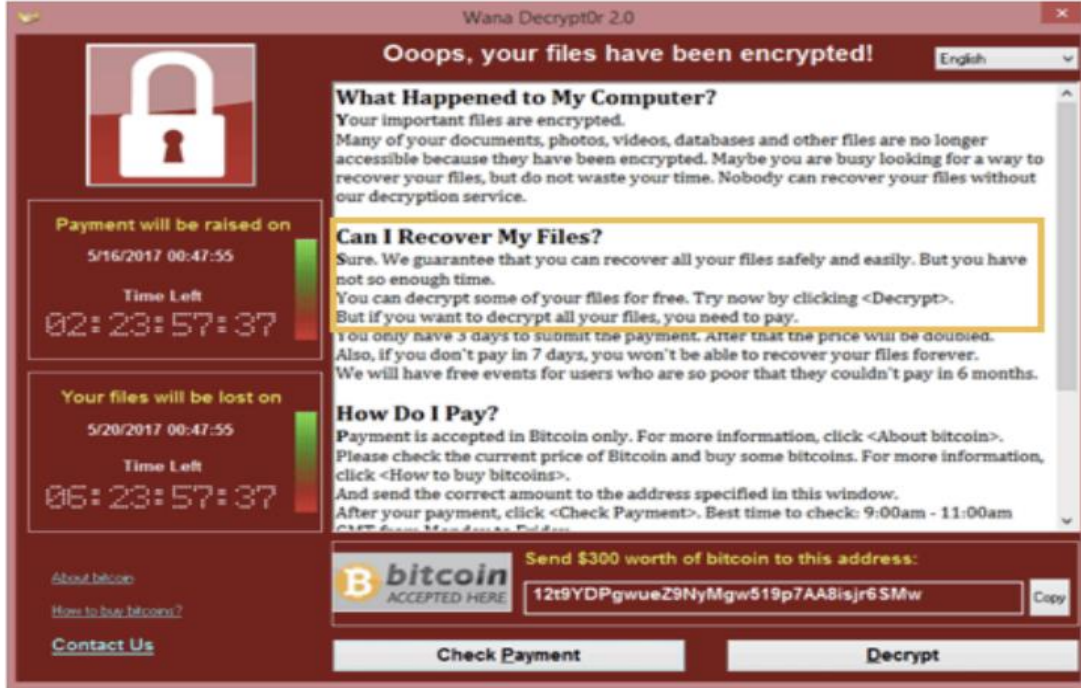 Wana Decrypt0r 2.0
Ooops, your files have been encrypted!
English
What Happened to My Computer?
Your important files are encrypted.
Many of your documents, photos, videos, databases and other files are no longer
accessible because they have been encrypted. Maybe you are busy looking for a way to
recover your files, but do not waste your time. Nobody can recover your files without
our decryption service.
Can I Recover My Files?
Sure. We guarantee that you can recover all your files safely and easily. But you have
not so enough time.
You can decrypt some of your files for free. Try now by clicking <Decrypt>.
But if you want to decrypt all your files, you need to pay.
You only have 3 days to submit the payment. After that the price will be doubled.
Also, if you don't pay in 7 days, you won't be able to recover your files forever.
We will have free events for users who are so poor that they couldn't pay in 6 months.
How Do I Pay?
Payment is accepted in Bitcoin only. For more information, click <About bitcoin>.
Please check the current price of Bitcoin and buy some bitcoins. For more information,
click <How to buy bitcoins>.
And send the correct amount to the address specified in this window.
After your payment, click <Check Payment>. Best time to check: 9:00am - 11:00am
GMT from Monday to Friday
Payment will be raised on
5/16/2017 00:47:55
Time Left
02:23:57:37
Your files will be lost on
5/20/2017 00:47:55
Time Left
06:23:57:37
About bitcoin
How to buy bitcoins?
Contact Us
bitcoin
ACCEPTED HERE
Send $300 worth of bitcoin to this address:
12t9YDPgwueZ9NyMgw519p7AA8isjr6SMw
Copy
Check Payment
Decrypt